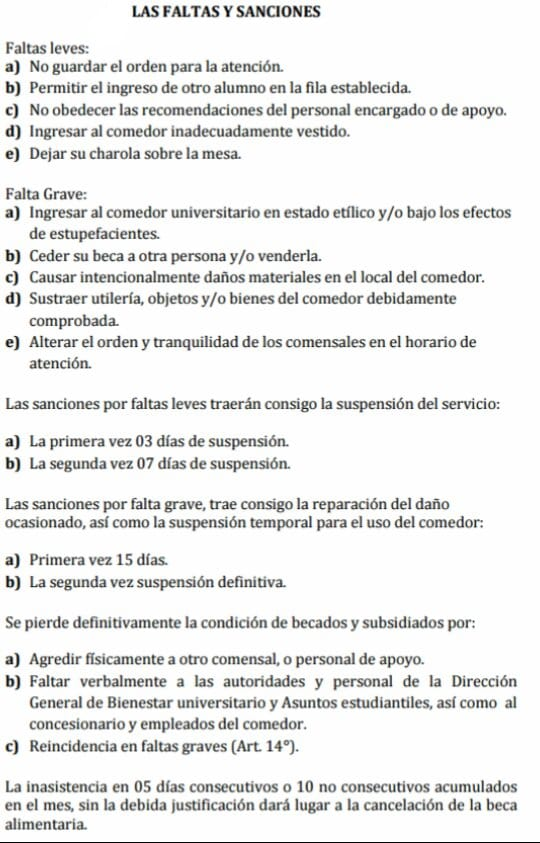 LAS FALTAS Y SANCIONES
Faltas leves:
a) No guardar el orden para la atención.
b) Permitir el ingreso de otro alumno en la fila establecida.
c) No obedecer las recomendaciones del personal encargado o de apoyo.
d) Ingresar al comedor inadecuadamente vestido.
e) Dejar su charola sobre la mesa.
Falta Grave:
a) Ingresar al comedor universitario en estado etílico y/o bajo los efectos
de estupefacientes.
b) Ceder su beca a otra persona y/o venderla.
c) Causar intencionalmente daños materiales en el local del comedor.
d) Sustraer utilería, objetos y/o bienes del comedor debidamente
comprobada.
e) Alterar el orden y tranquilidad de los comensales en el horario de
atención.
Las sanciones por faltas leves traerán consigo la suspensión del servicio:
a) La primera vez 03 días de suspensión.
b) La segunda vez 07 días de suspensión.
Las sanciones por falta grave, trae consigo la reparación del daño
ocasionado, así como la suspensión temporal para el uso del comedor:
a) Primera vez 15 días.
b) La segunda vez suspensión definitiva.
Se pierde definitivamente la condición de becados y subsidiados por:
a) Agredir físicamente a otro comensal, o personal de apoyo.
b) Faltar verbalmente a las autoridades y personal de la Dirección
General de Bienestar universitario y Asuntos estudiantiles, así como al
concesionario y empleados del comedor.
c) Reincidencia en faltas graves (Art. 14°).
La inasistencia en 05 días consecutivos o 10 no consecutivos acumulados
en el mes, sin la debida justificación dará lugar a la cancelación de la beca
alimentaria.